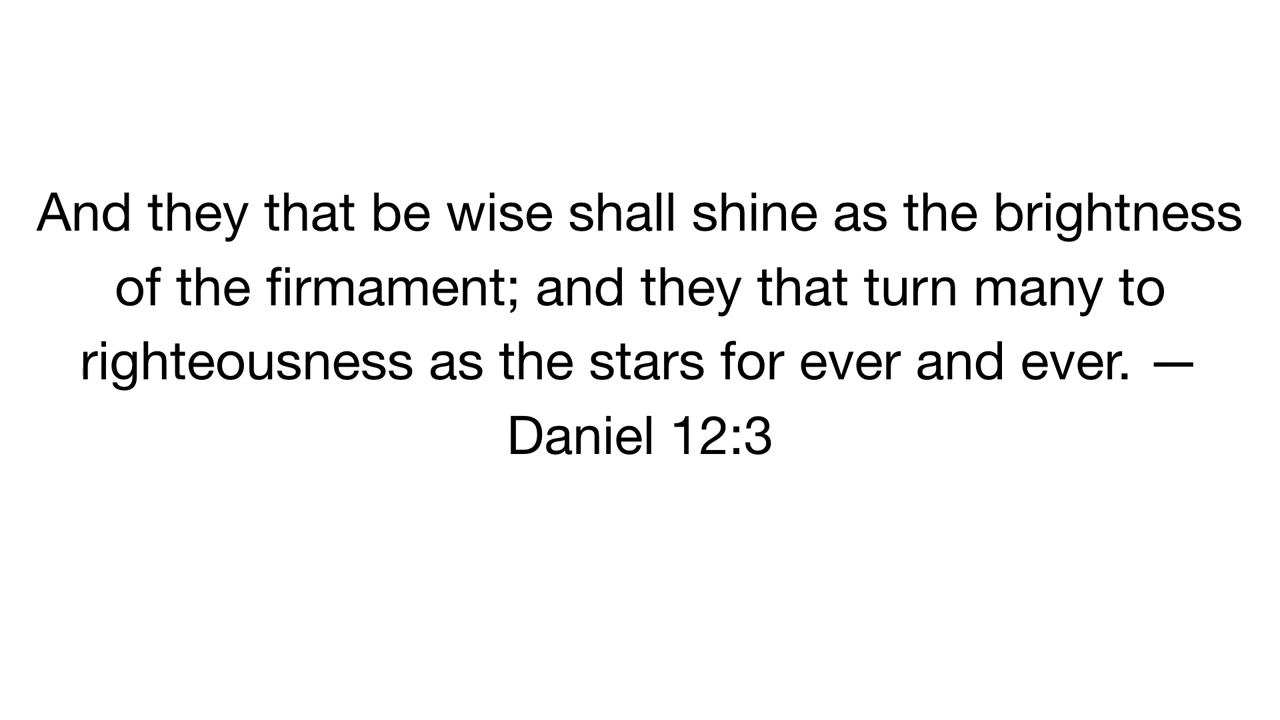 And they that be wise shall shine as the brightness
of the firmament; and they that turn many to
righteousness as the stars for ever and ever. —
Daniel 12:3